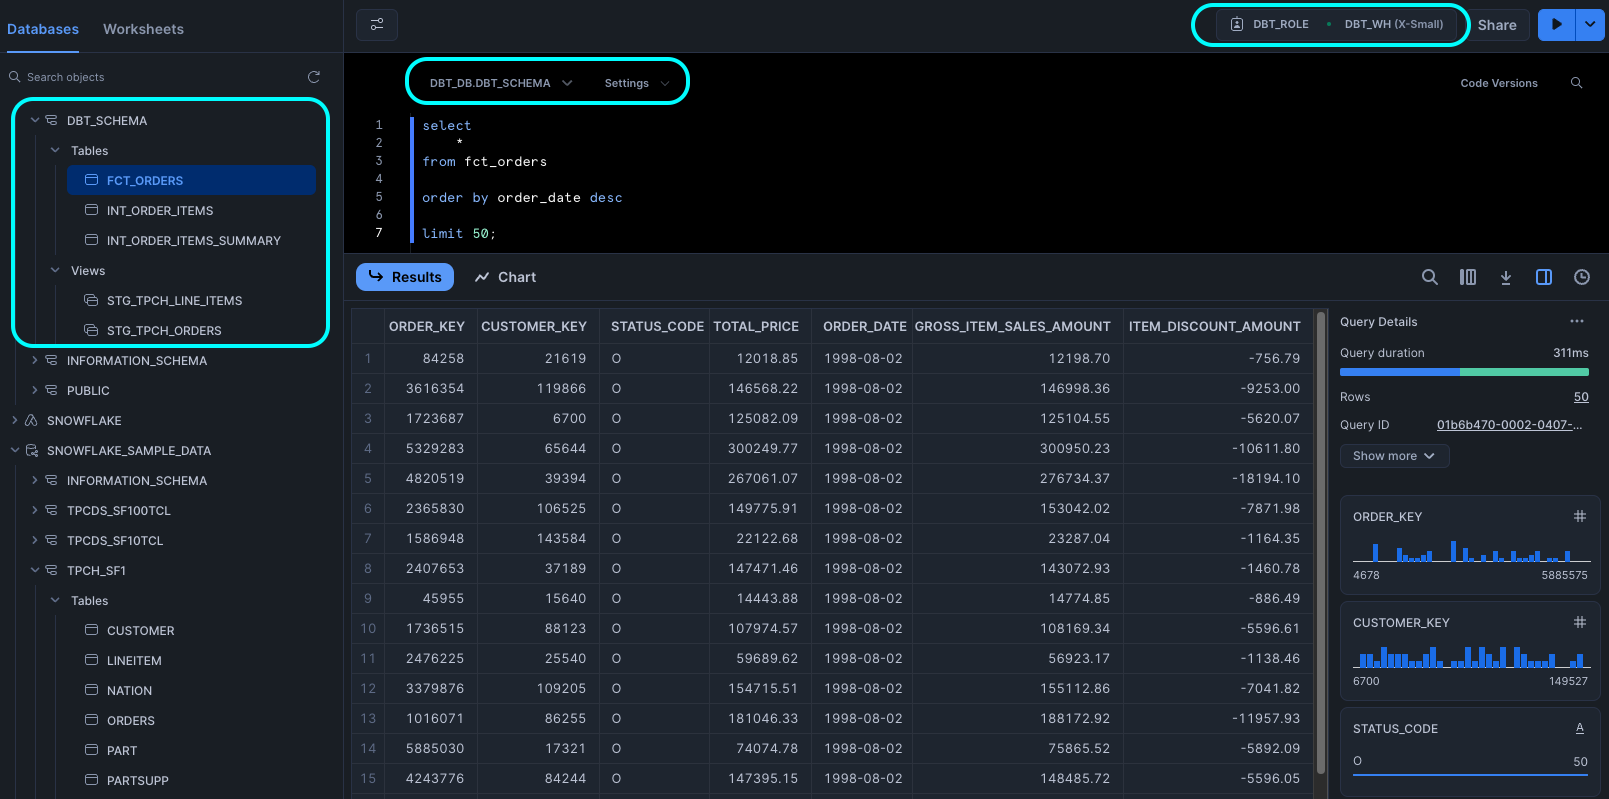 Databases Worksheets
Search objects
DBT_SCHEMA
Tables
FCT_ORDERS
INT_ORDER_ITEMS
INT_ORDER_ITEMS_SUMMARY
Views
STG_TPCH_LINE_ITEMS
STG_TPCH_ORDERS
INFORMATION_SCHEMA
PUBLIC
SNOWFLAKE
SNOWFLAKE_SAMPLE_DATA
INFORMATION_SCHEMA
TPCDS_SF100TCL
TPCDS_SF10TCL
TPCH_SF1
Tables
CUSTOMER
LINEITEM
NATION
ORDERS
PART
PARTSUPP
DBT_ROLE • DBT_WH (X-Small) Share
DBT_DB.DBT_SCHEMA Settings Code Versions
1 select
2 *
3 from fct_orders
4
5 order by order_date desc
6
7 limit 50;
Results Chart
ORDER_KEY CUSTOMER_KEY STATUS_CODE TOTAL_PRICE ORDER_DATE GROSS_ITEM_SALES_AMOUNT ITEM_DISCOUNT_AMOUNT
1 84258 21619 O 12018.85 1998-08-02 12198.70 -756.79
2 3616354 119866 O 146568.22 1998-08-02 146998.36 -9253.00
3 1723687 6700 O 125082.09 1998-08-02 125104.55 -5620.07
4 5329283 65644 O 300249.77 1998-08-02 300950.23 -10611.80
5 4820519 39394 O 267061.07 1998-08-02 276734.37 -18194.10
6 2365830 106525 O 149775.91 1998-08-02 153042.02 -7871.98
7 1586948 143584 O 22122.68 1998-08-02 23287.04 -1164.35
8 2407653 37189 O 147471.46 1998-08-02 143072.93 -1460.78
9 45955 15640 O 14443.88 1998-08-02 14774.85 -886.49
10 1736515 88123 O 107974.57 1998-08-02 108169.34 -5596.61
11 2476225 25540 O 59689.62 1998-08-02 56923.17 -1138.46
12 3379876 109205 O 154715.51 1998-08-02 155112.86 -7041.82
13 1016071 86255 O 181046.33 1998-08-02 188172.92 -11957.93
14 5885030 17321 O 74074.78 1998-08-02 75865.52 -5892.09
15 4243776 84244 O 147395.15 1998-08-02 148485.72 -5596.05
Query Details ...
Query duration 311ms
Rows 50
Query ID 01b6b470-0002-0407-...
Show more
ORDER_KEY #
4678 5885575
CUSTOMER_KEY #
6700 149527
STATUS_CODE A
O 50